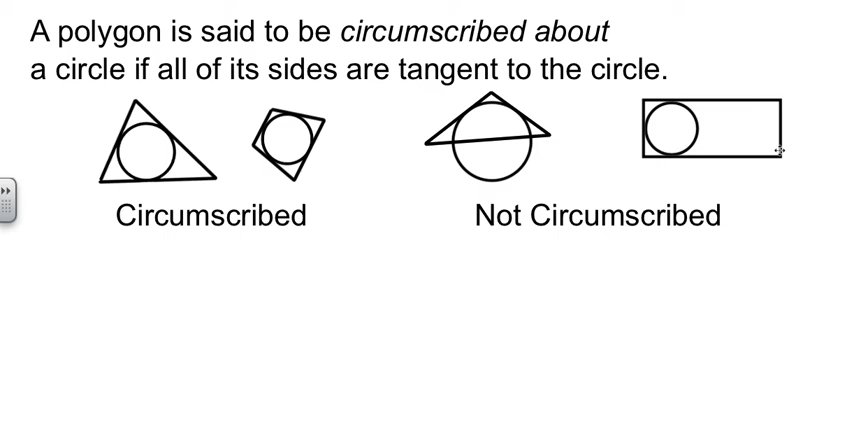 A polygon is said to be circumscribed about
a circle if all of its sides are tangent to the circle.
Circumscribed
Not Circumscribed